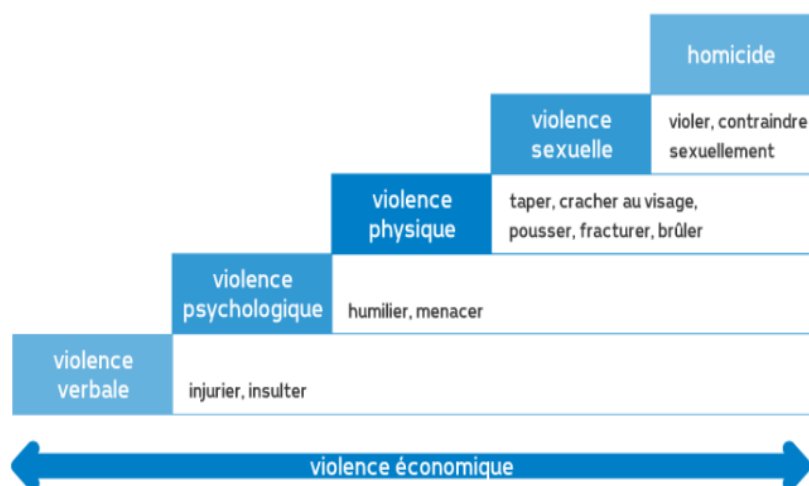 homicide
violence
sexuelle
violer, contraindre
sexuellement
violence
physique
taper, cracher au visage,
pousser, fracturer, brûler
violence
psychologique
humilier, menacer
violence
verbale
injurier, insulter
violence économique